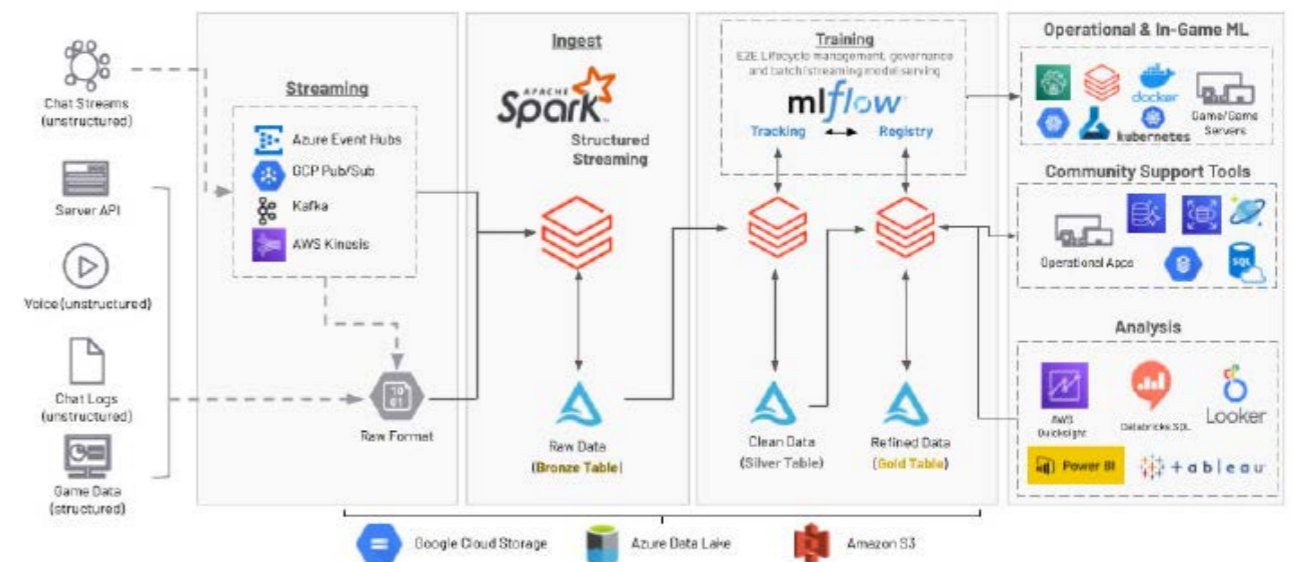 Chat Streams
(unstructured)
Server API
Voice (unstructured)
Chat Logs
(unstructured)
Game Data
(structured)
Streaming
Azure Event Hubs
GCP Pub/Sub
Kafka
AWS Kinesis
Raw Format
10
01
Ingest
APACHE
Spark
Structured
Streaming
Raw Data
(Bronze Table)
Training
E2E Lifecycle management, governance
and batch/streaming model serving
mlflow
Tracking
Registry
Clean Data
(Silver Table)
Refined Data
(Gold Table)
Operational & In-Game ML
docker
kubernetes
Game/Game
Servers
Community Support Tools
Operational Apps
SQL
Analysis
AWS
Quicksight
Databricks SQL
Looker
Power BI
+ableau
Google Cloud Storage
Azure Data Lake
Amazon S3